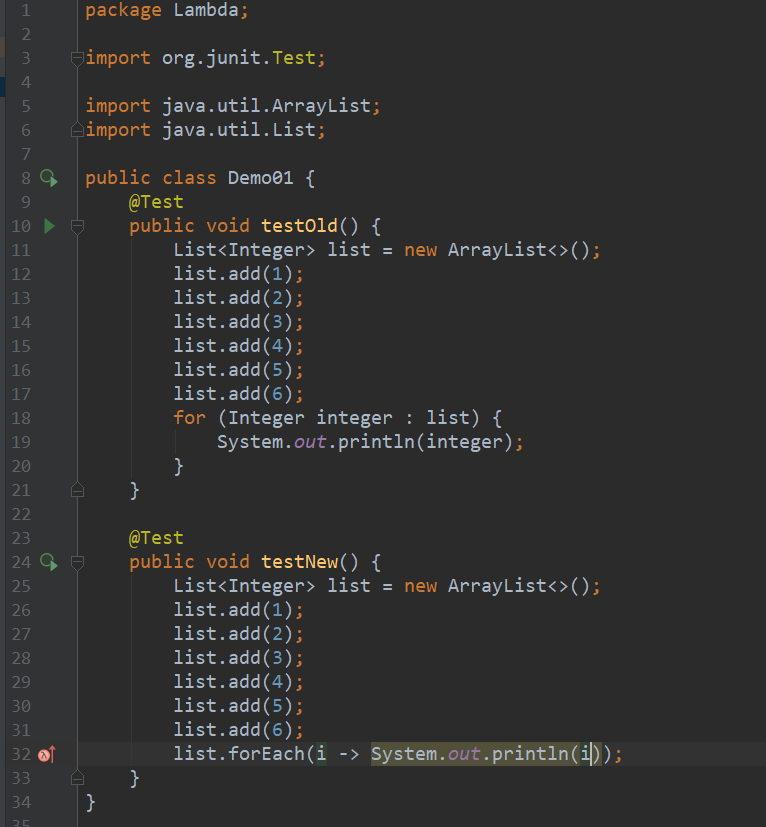 1 package Lambda;
2
3 import org.junit.Test;
4
5 import java.util.ArrayList;
6 import java.util.List;
7
8 public class Demo01 {
9     @Test
10     public void testOld() {
11         List<Integer> list = new ArrayList<>();
12         list.add(1);
13         list.add(2);
14         list.add(3);
15         list.add(4);
16         list.add(5);
17         list.add(6);
18         for (Integer integer : list) {
19             System.out.println(integer);
20         }
21     }
22
23     @Test
24     public void testNew() {
25         List<Integer> list = new ArrayList<>();
26         list.add(1);
27         list.add(2);
28         list.add(3);
29         list.add(4);
30         list.add(5);
31         list.add(6);
32         list.forEach(i -> System.out.println(i));
33     }
34 }
35